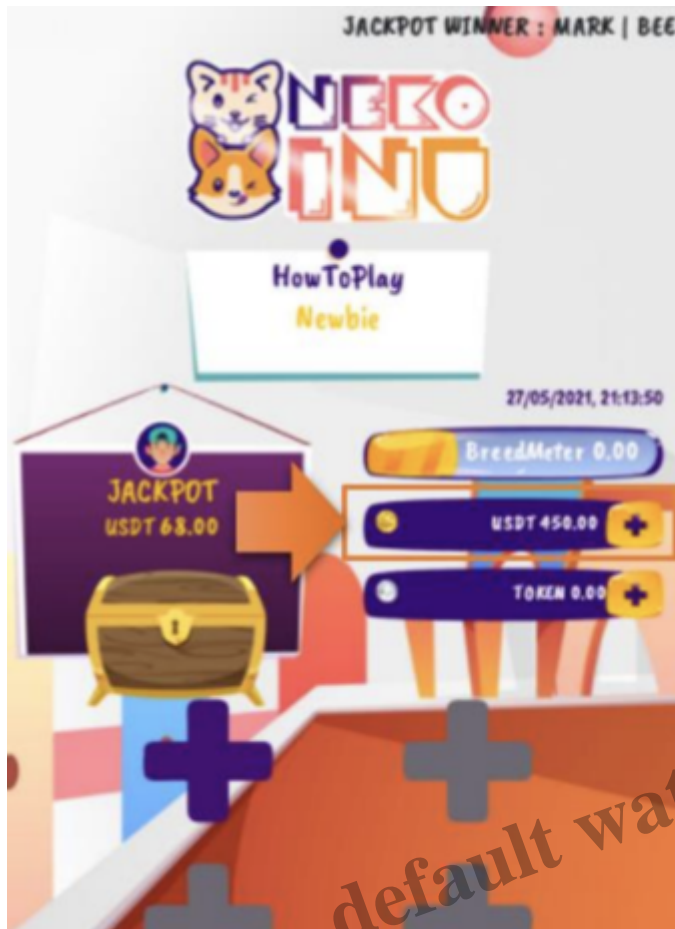 JACKPOT WINNER : MARK | BEE
NEKO
INU
HowToPlay
Newbie
27/05/2021, 21:13:50
BreedMeter 0.00
JACKPOT
USDT 68.00
USDT 450.00
TOKEN 0.00
default wat